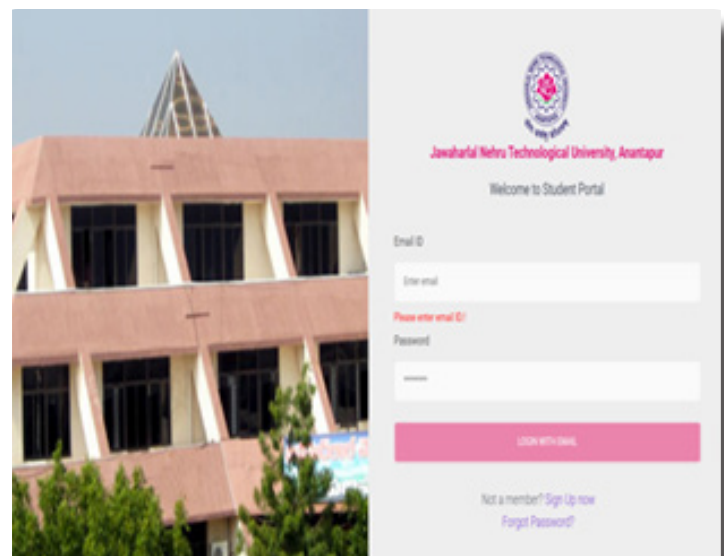 Jawaharlal Nehru Technological University, Anantapur
Welcome to Student Portal
Email ID
Enter email
Please enter email ID.!
Password
LOGIN WITH EMAIL
Not a member? Sign Up now
Forgot Password?